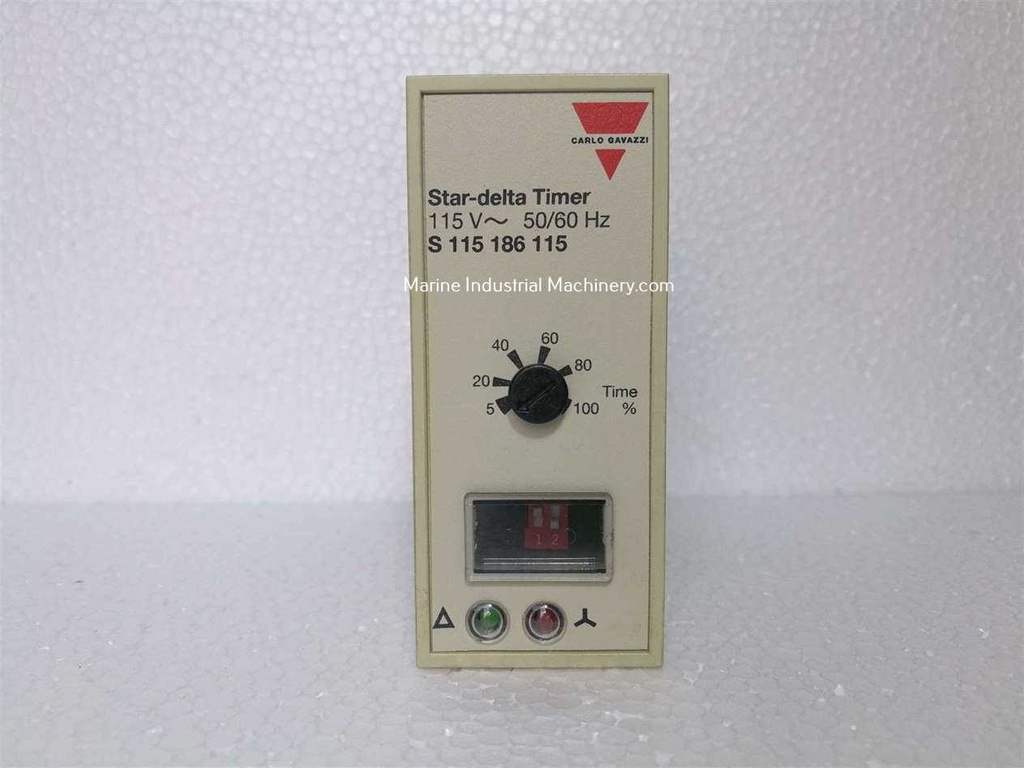 CARLO GAVAZZI
Star-delta Timer
115 V~ 50/60 Hz
S 115 186 115
Marine Industrial Machinery.com
60
40
80
20
Time
5
100 %
1 2